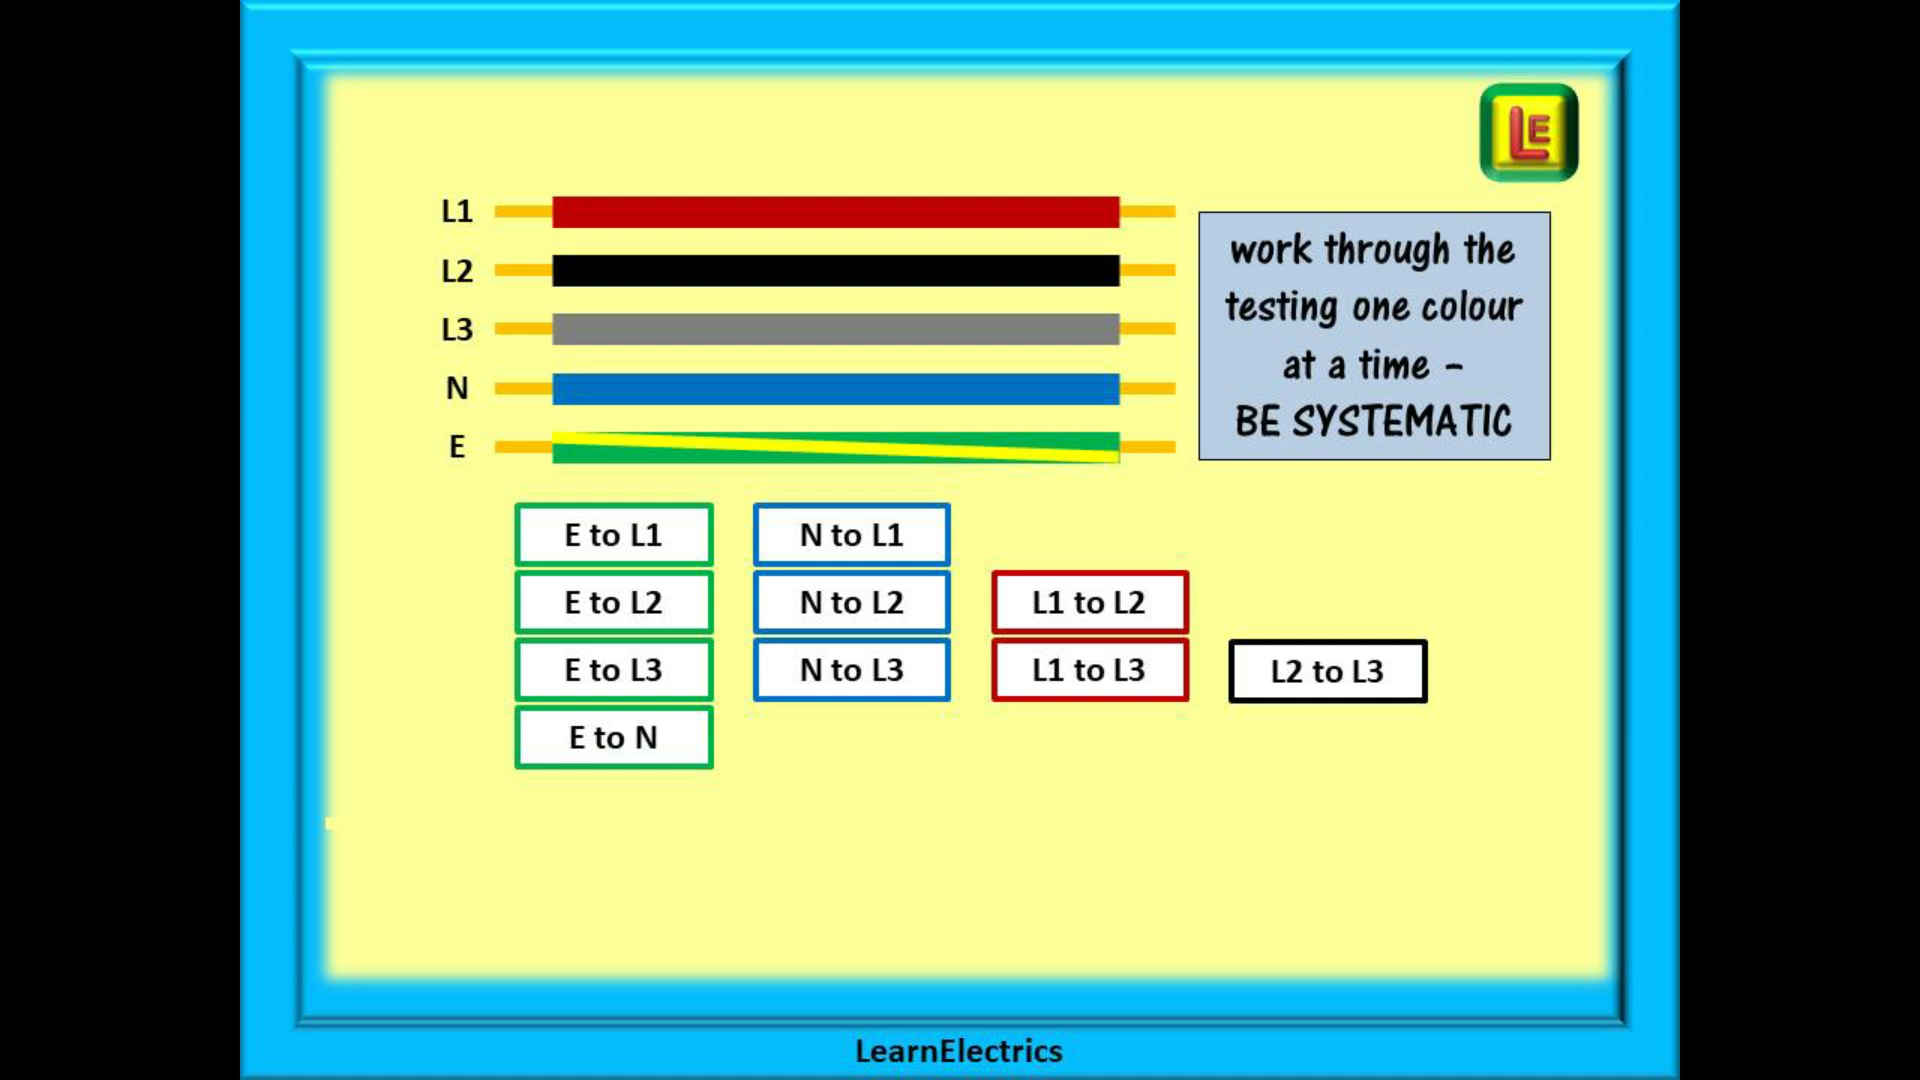 LE
L1
L2
L3
N
E
work through the
testing one colour
at a time –
BE SYSTEMATIC
E to L1
E to L2
E to L3
E to N
N to L1
N to L2
N to L3
L1 to L2
L1 to L3
L2 to L3
LearnElectrics